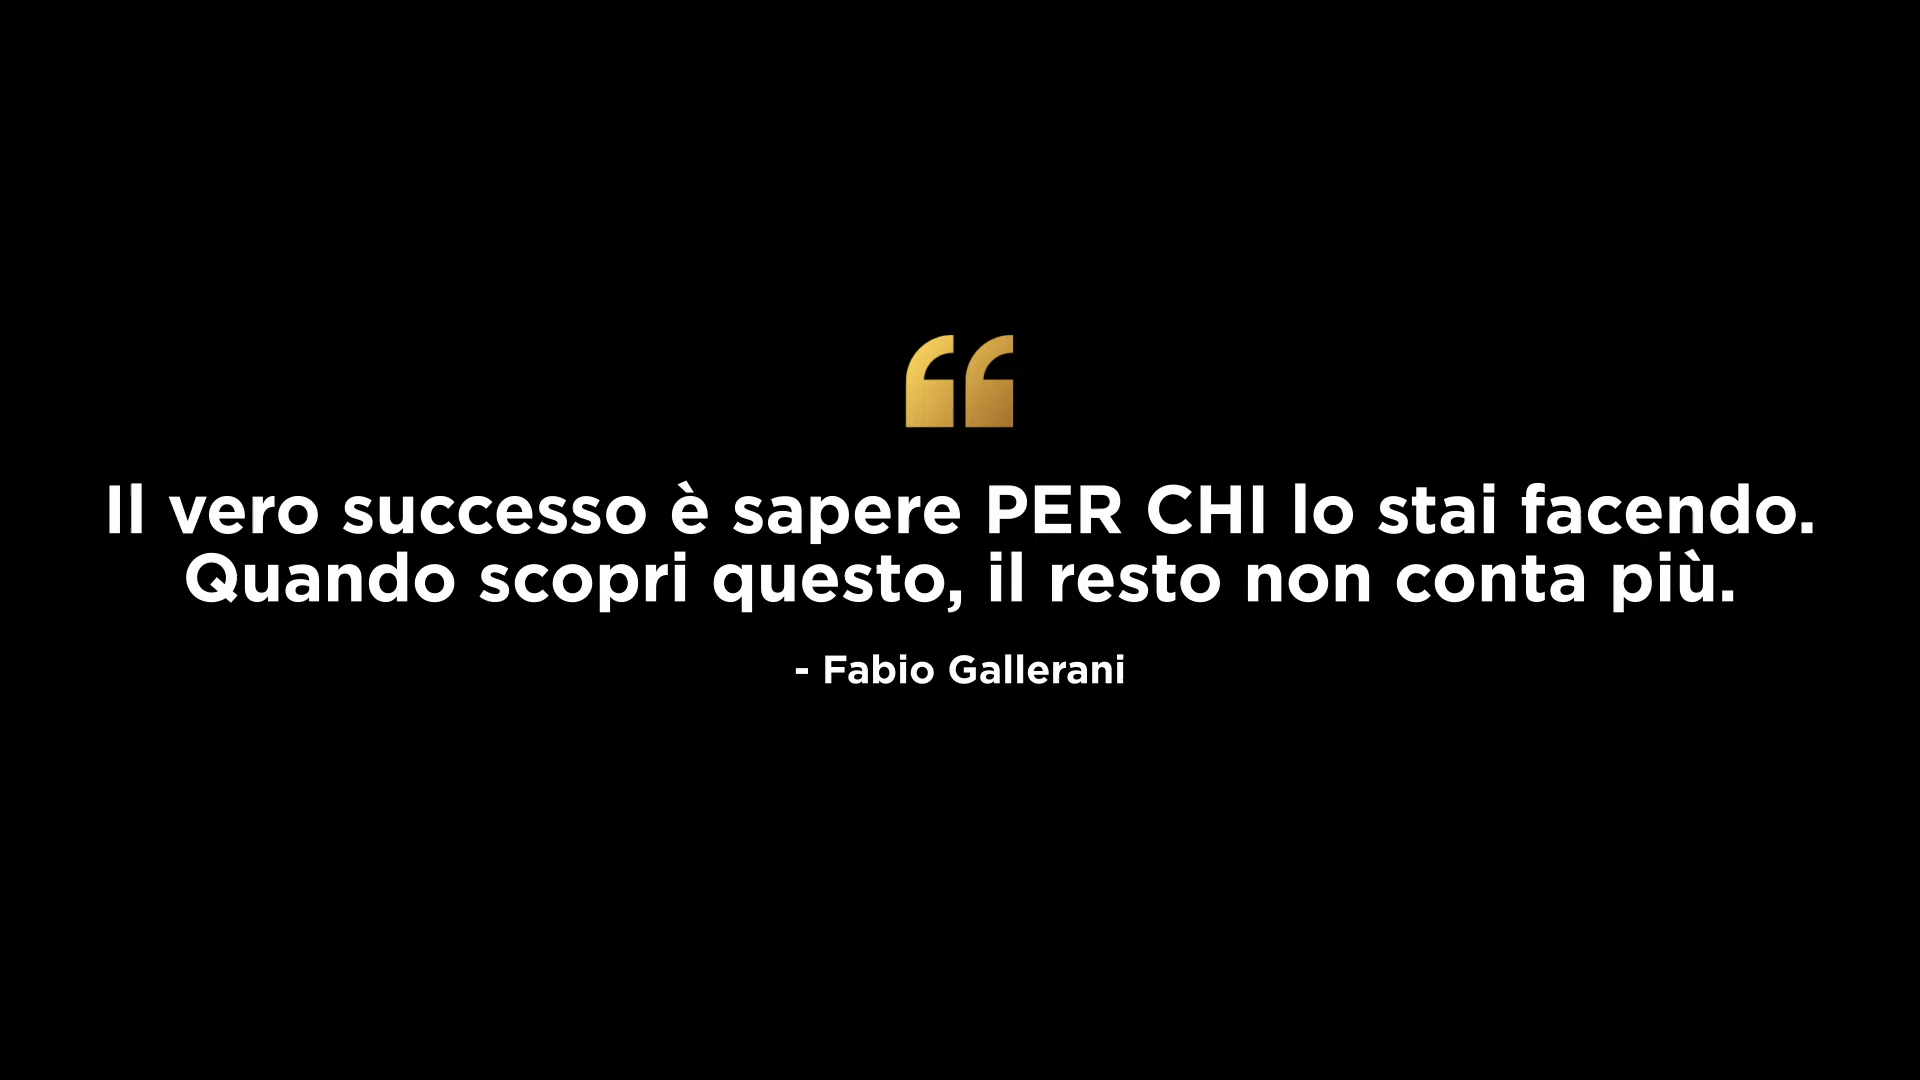 “
Il vero successo è sapere PER CHI lo stai facendo.
Quando scopri questo, il resto non conta più.
- Fabio Gallerani